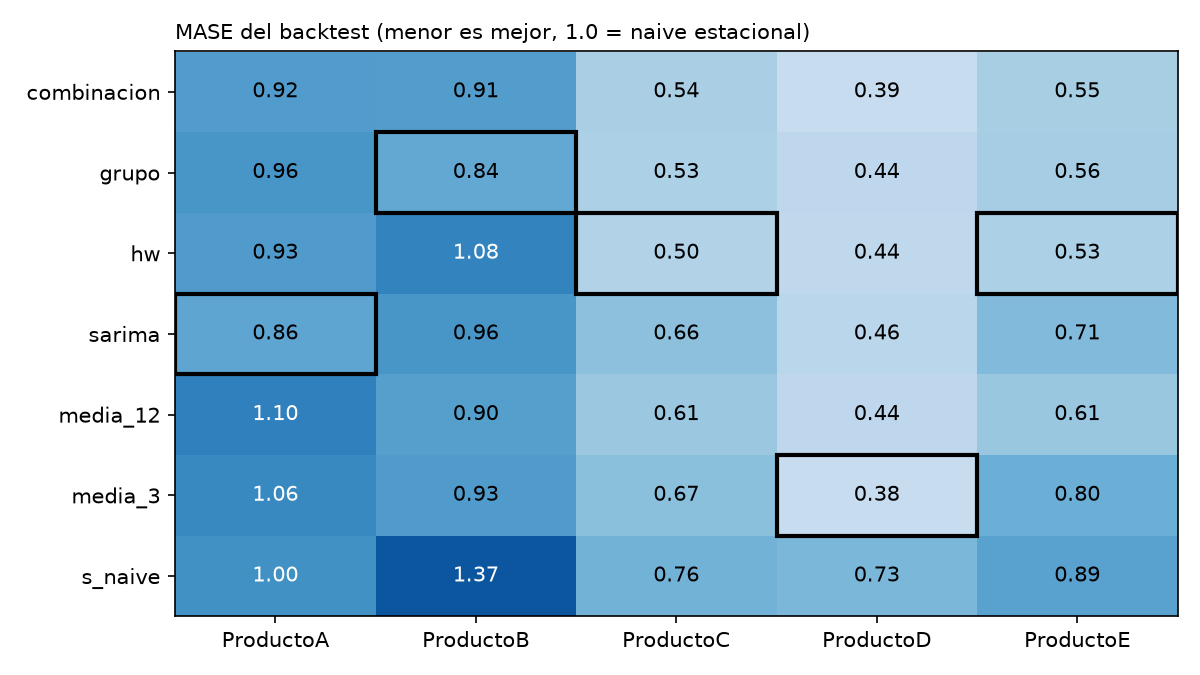 MASE del backtest (menor es mejor, 1.0 = naive estacional)
combinacion 0.92 0.91 0.54 0.39 0.55
grupo 0.96 0.84 0.53 0.44 0.56
hw 0.93 1.08 0.50 0.44 0.53
sarima 0.86 0.96 0.66 0.46 0.71
media_12 1.10 0.90 0.61 0.44 0.61
media_3 1.06 0.93 0.67 0.38 0.80
s_naive 1.00 1.37 0.76 0.73 0.89
ProductoA ProductoB ProductoC ProductoD ProductoE